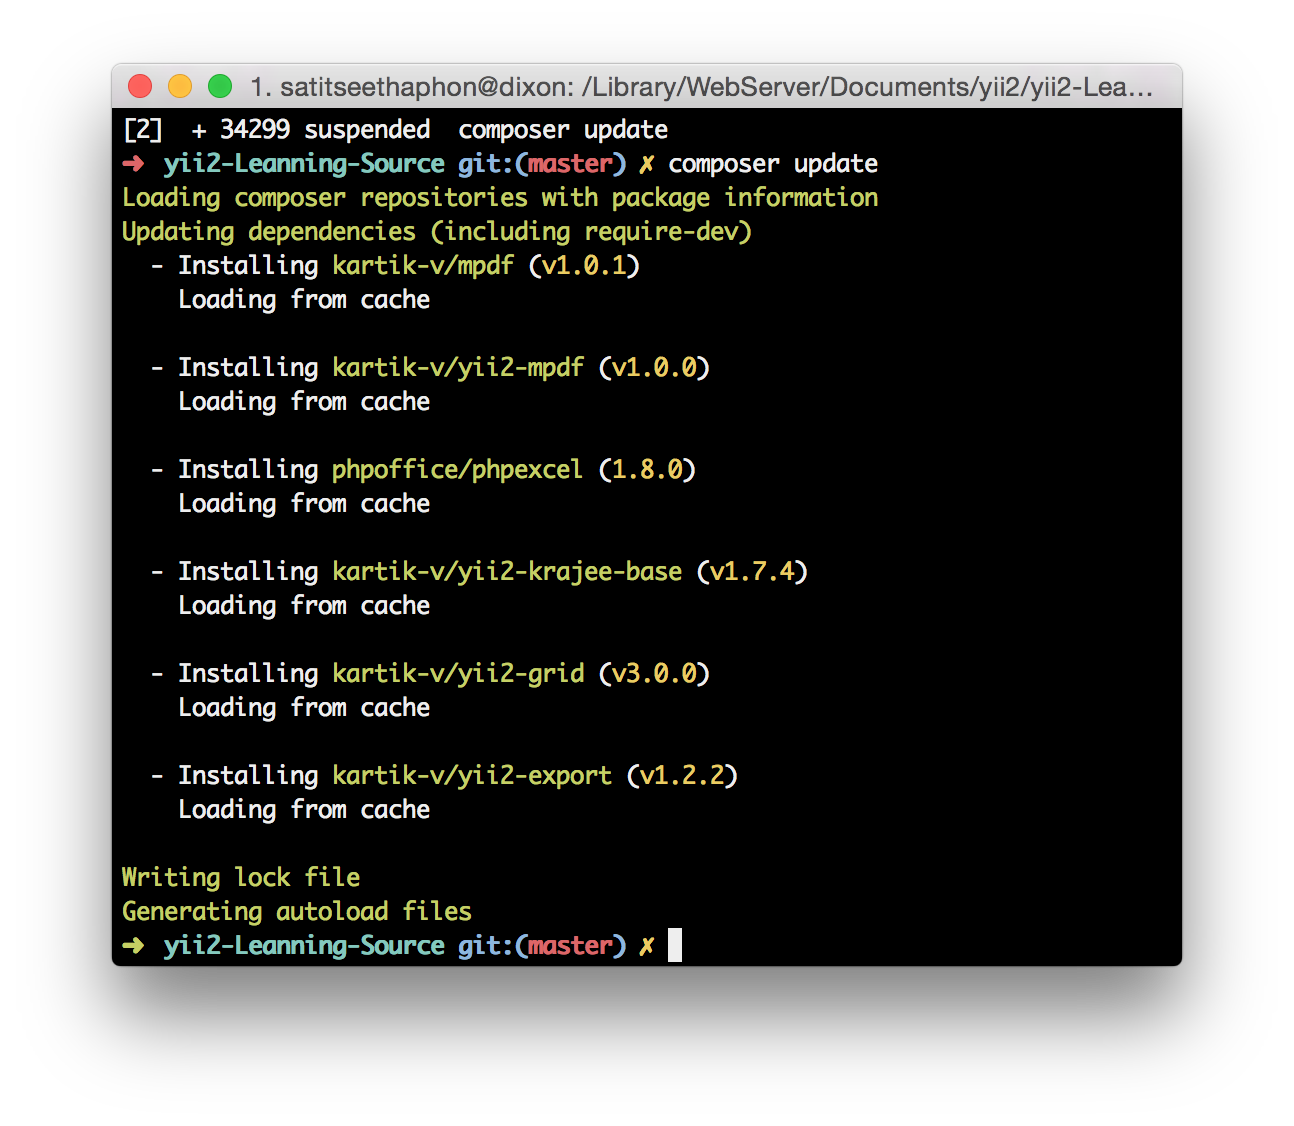 1. satitseethaphon@dixon: /Library/WebServer/Documents/yii2/yii2-Lea…
[2]  + 34299 suspended  composer update
➜  yii2-Leanning-Source git:(master) ✗ composer update
Loading composer repositories with package information
Updating dependencies (including require-dev)
  - Installing kartik-v/mpdf (v1.0.1)
    Loading from cache
  - Installing kartik-v/yii2-mpdf (v1.0.0)
    Loading from cache
  - Installing phpoffice/phpexcel (1.8.0)
    Loading from cache
  - Installing kartik-v/yii2-krajee-base (v1.7.4)
    Loading from cache
  - Installing kartik-v/yii2-grid (v3.0.0)
    Loading from cache
  - Installing kartik-v/yii2-export (v1.2.2)
    Loading from cache
Writing lock file
Generating autoload files
➜  yii2-Leanning-Source git:(master) ✗